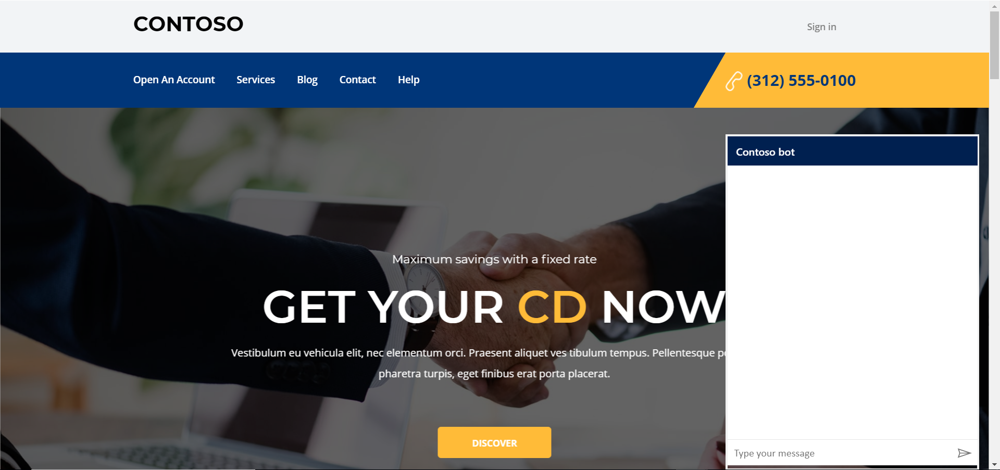 CONTOSO
Sign in
Open An Account Services Blog Contact Help
(312) 555-0100
Contoso bot
Maximum savings with a fixed rate
GET YOUR CD NOW
Vestibulum eu vehicula elit, nec elementum orci. Praesent aliquet ves tibulum tempus. Pellentesque
pharetra turpis, eget finibus erat porta placerat.
DISCOVER
Type your message